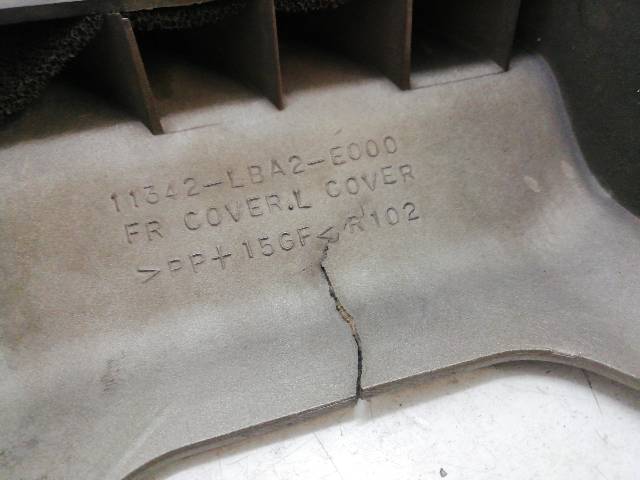 11342-LBA2-E000
FR COVER.L COVER
>PP+15GF< R102